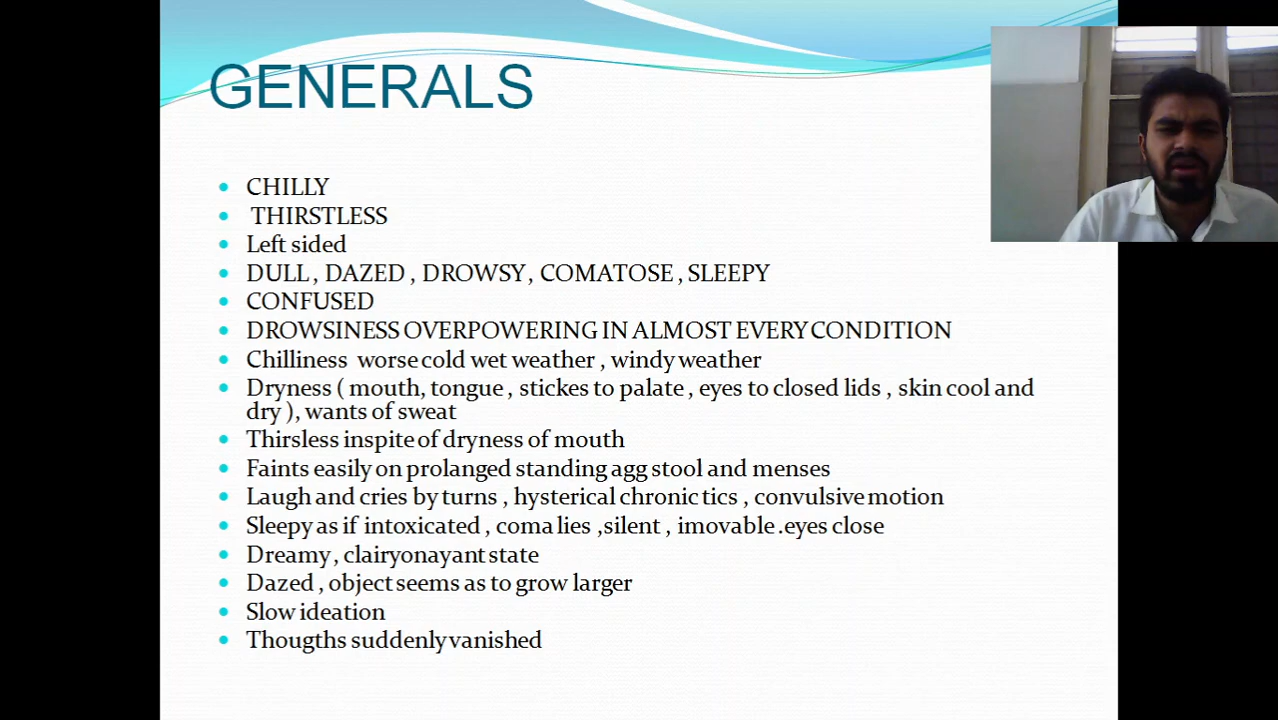 GENERALS
CHILLY
THIRSTLESS
Left sided
DULL , DAZED , DROWSY , COMATOSE , SLEEPY
CONFUSED
DROWSINESS OVERPOWERING IN ALMOST EVERY CONDITION
Chilliness worse cold wet weather , windy weather
Dryness ( mouth, tongue , stickes to palate , eyes to closed lids , skin cool and
dry ), wants of sweat
Thirsless inspite of dryness of mouth
Faints easily on prolanged standing agg stool and menses
Laugh and cries by turns , hysterical chronic tics , convulsive motion
Sleepy as if intoxicated , coma lies ,silent , imovable .eyes close
Dreamy , clairyonayant state
Dazed , object seems as to grow larger
Slow ideation
Thougths suddenly vanished